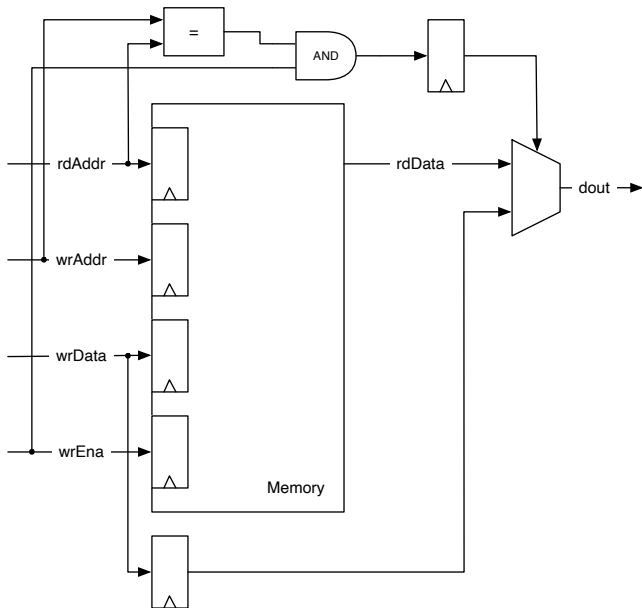 =
AND
rdAddr
rdData
dout
wrAddr
wrData
wrEna
Memory